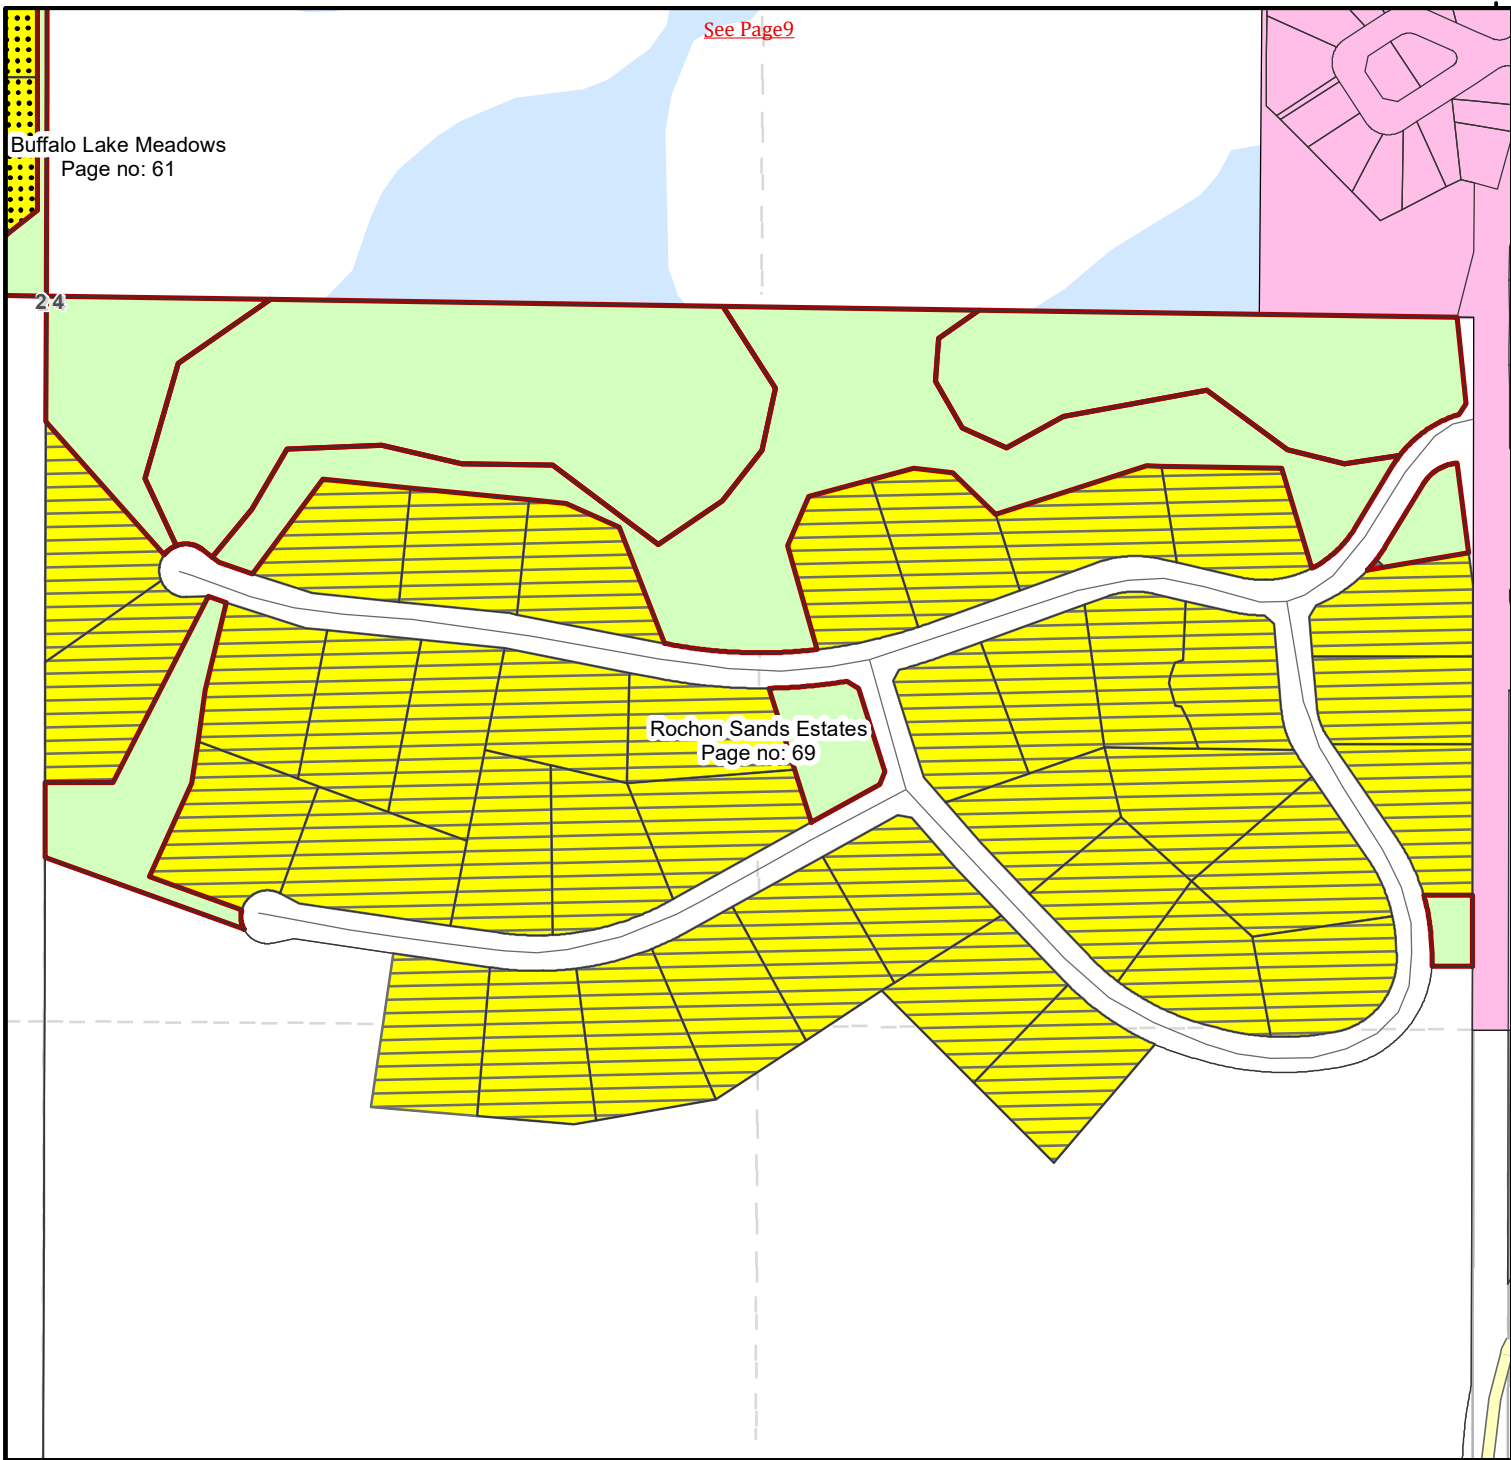 See Page9
Buffalo Lake Meadows
Page no: 61
24
Rochon Sands Estates
Page no: 69